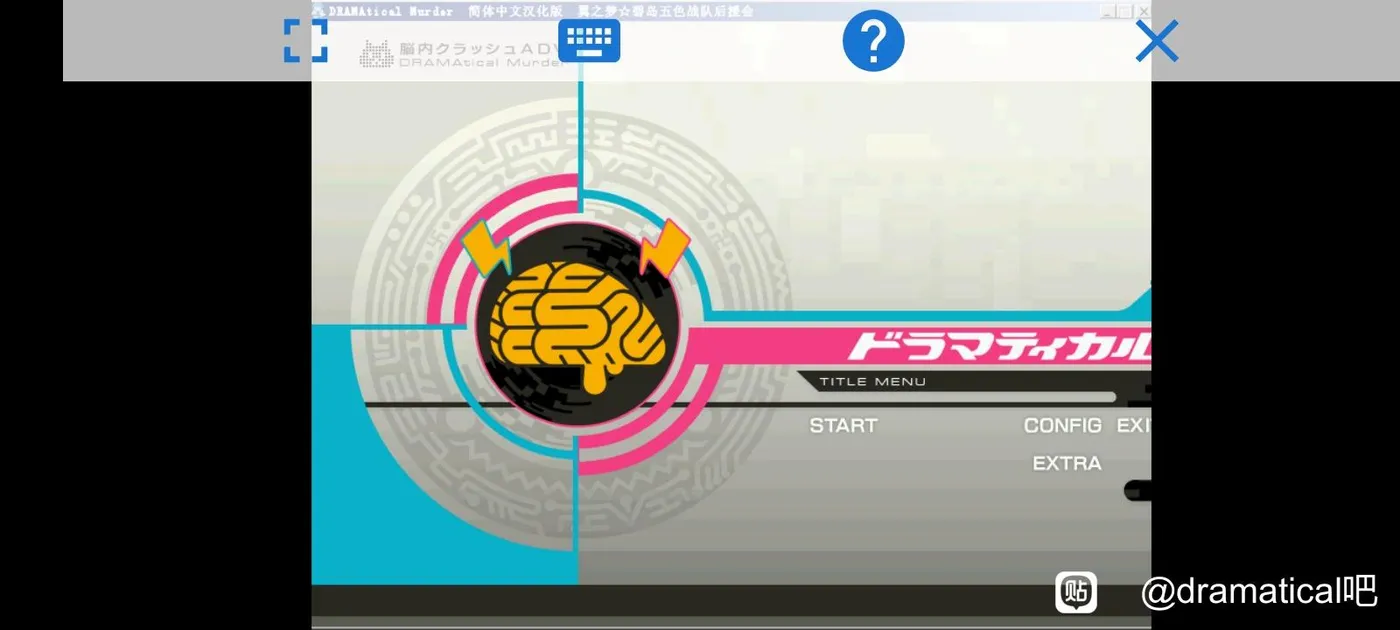 DRAMAtical Murder 简体中文汉化版 翼之梦☆碧岛五色战队后援会
脳内クラッシュADV
DRAMAtical Murder
ドラマティカル
TITLE MENU
START
CONFIG
EXI
EXTRA
贴 @dramatical吧